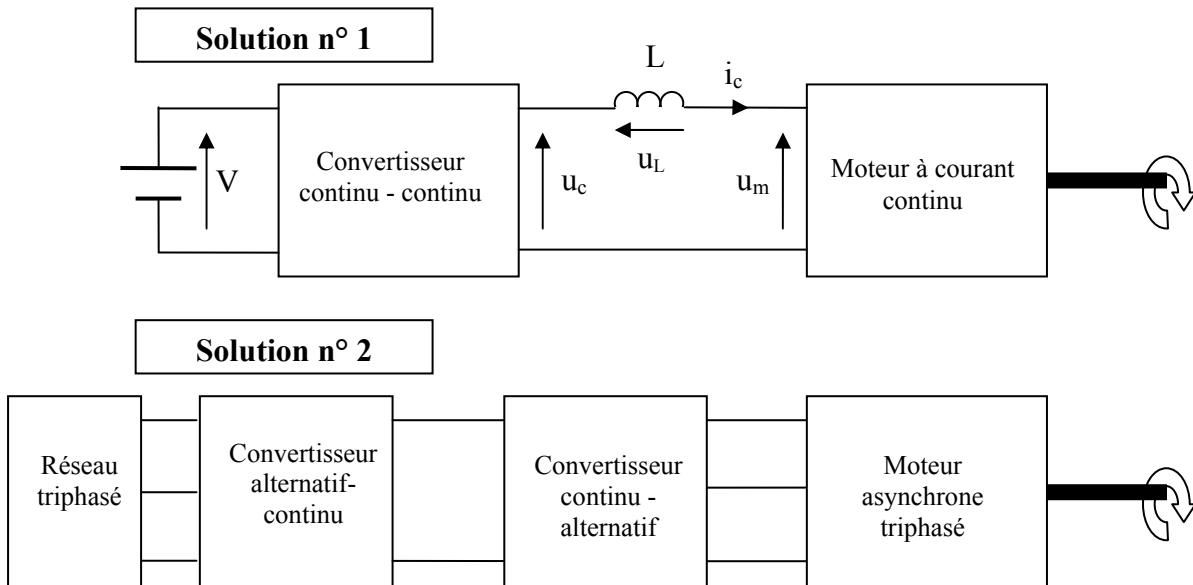 Solution n° 1
L
i_c
Convertisseur
continu - continu
V
u_c
u_L
u_m
Moteur à courant
continu
Solution n° 2
Réseau
triphasé
Convertisseur
alternatif-
continu
Convertisseur
continu -
alternatif
Moteur
asynchrone
triphasé